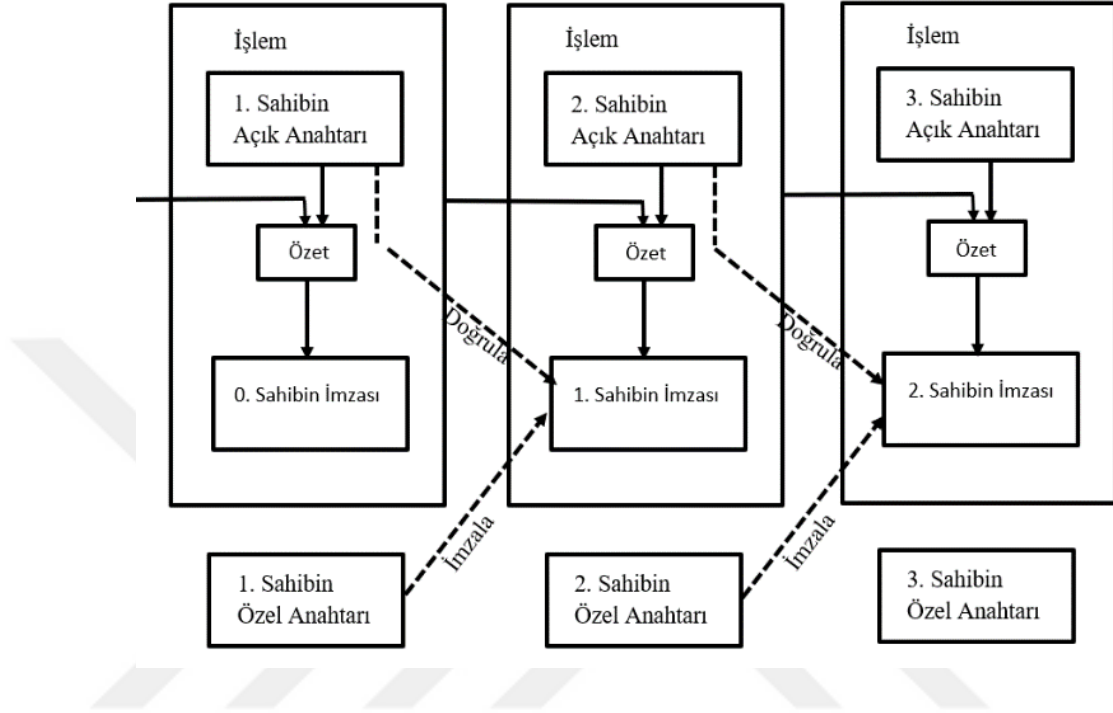 İşlem
1. Sahibin
Açık Anahtarı
Özet
0. Sahibin İmzası
1. Sahibin
Özel Anahtarı
Doğrula
İmzala
İşlem
2. Sahibin
Açık Anahtarı
Özet
1. Sahibin İmzası
2. Sahibin
Özel Anahtarı
Doğrula
İmzala
İşlem
3. Sahibin
Açık Anahtarı
Özet
2. Sahibin İmzası
3. Sahibin
Özel Anahtarı